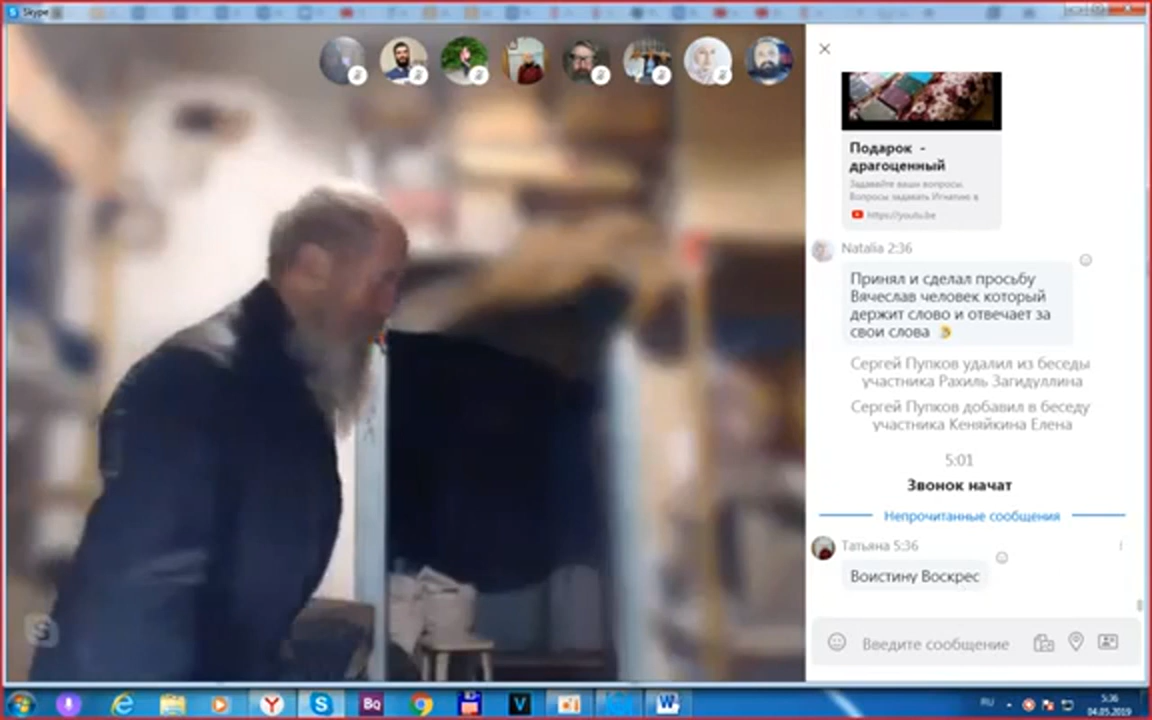 Skype
Подарок -
драгоценный
Задавайте ваши вопросы.
Вопросы задавать Игнатию в
https://youtu.be
Natalia 2:36
Принял и сделал просьбу
Вячеслав человек который
держит слово и отвечает за
свои слова
Сергей Пупков удалил из беседы
участника Рахиль Загидуллина
Сергей Пупков добавил в беседу
участника Кеняйкина Елена
5:01
Звонок начат
Непрочитанные сообщения
Татьяна 5:36
Воистину Воскрес
Введите сообщение
RU
5:36
04.05.2019